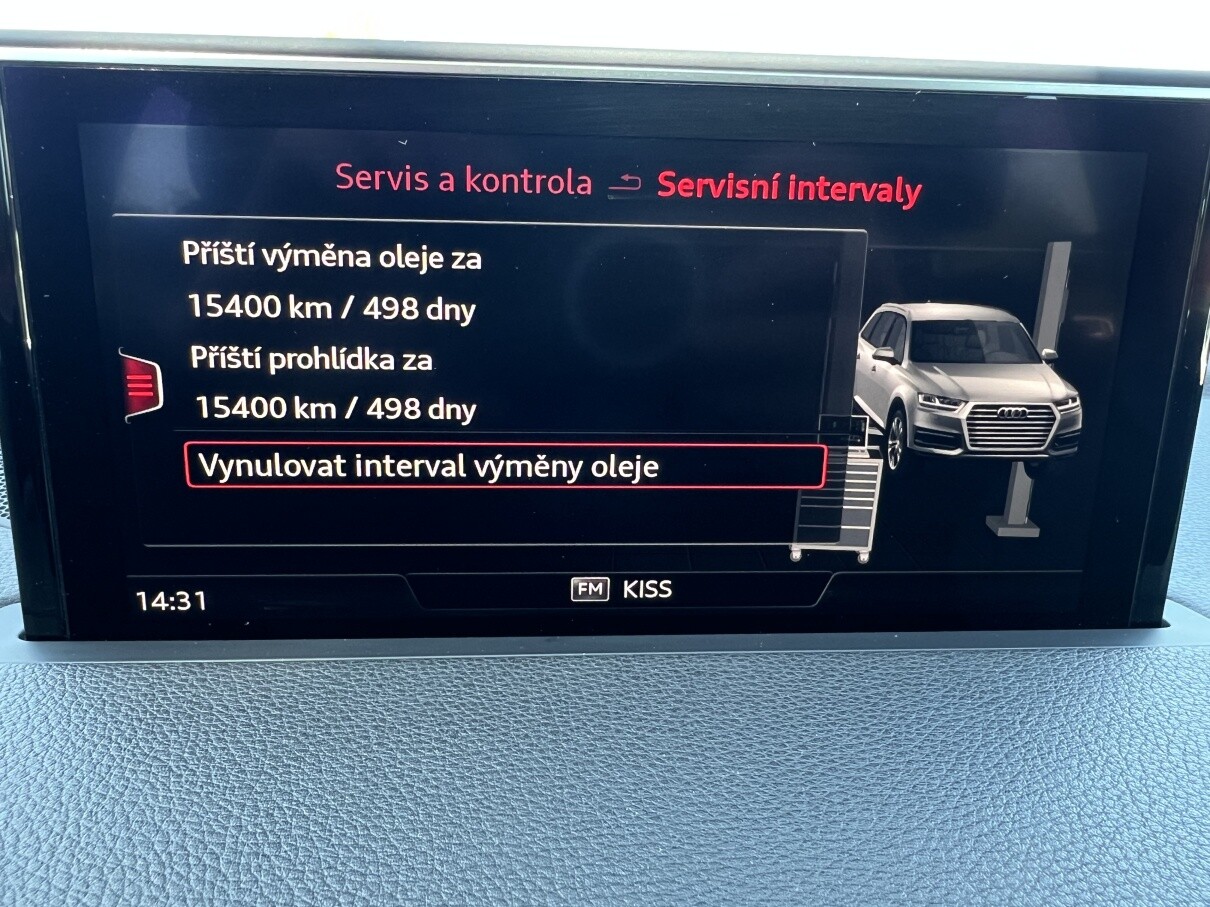 Servis a kontrola Servisní intervaly
Příští výměna oleje za
15400 km / 498 dny
Příští prohlídka za
15400 km / 498 dny
Vynulovat interval výměny oleje
14:31 FM KISS